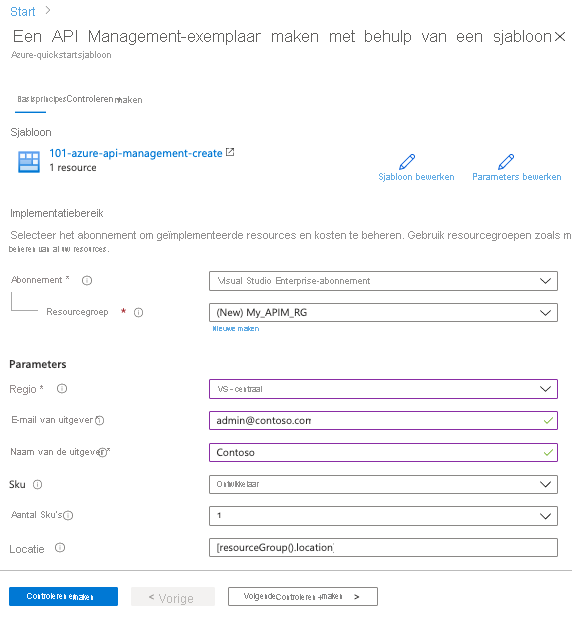 Start >
Een API Management-exemplaar maken met behulp van een sjabloon ×
Azure-quickstartsjabloon
Basisprincipes Controleren maken
Sjabloon
101-azure-api-management-create
1 resource
Sjabloon bewerken
Parameters bewerken
Implementatiebereik
Selecteer het abonnement om geïmplementeerde resources en kosten te beheren. Gebruik resourcegroepen zoals m
beheren van al uw resources.
Abonnement *
Visual Studio Enterprise-abonnement
Resourcegroep *
(New) My_APIM_RG
Nieuwe maken
Parameters
Regio *
VS - centraal
E-mail van uitgever *
admin@contoso.com
Naam van de uitgever *
Contoso
Sku
Ontwikkelaar
Aantal Sku's
1
Locatie
[resourceGroup().location]
Controleren en maken
< Vorige
Volgende Controleren + maken >